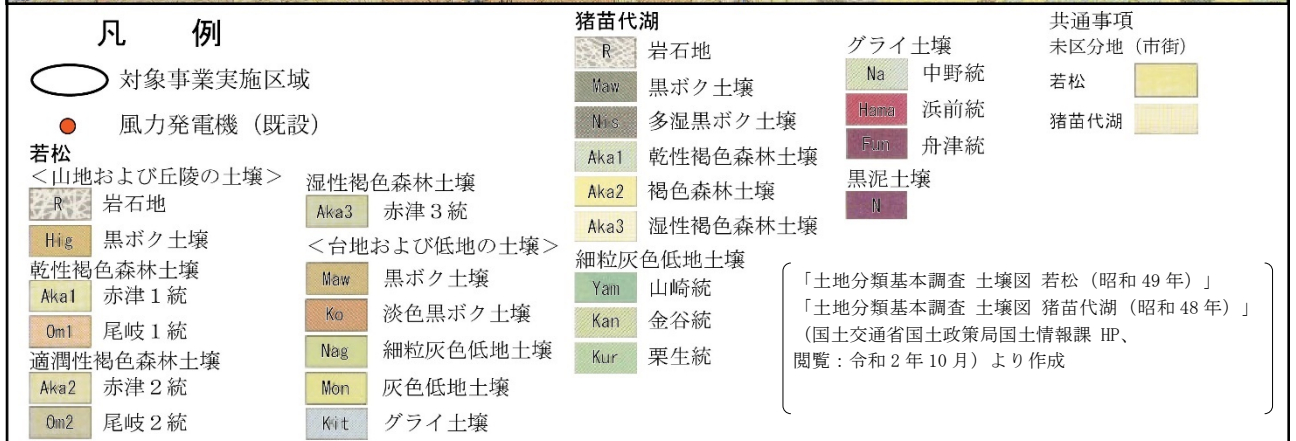 凡 例
対象事業実施区域
風力発電機（既設）
若松
＜山地および丘陵の土壌＞
R 岩石地
Hig 黒ボク土壌
乾性褐色森林土壌
Aka1 赤津１統
Om1 尾岐１統
適潤性褐色森林土壌
Aka2 赤津２統
Om2 尾岐２統
湿性褐色森林土壌
Aka3 赤津３統
＜台地および低地の土壌＞
Maw 黒ボク土壌
Ko 淡色黒ボク土壌
Nag 細粒灰色低地土壌
Mon 灰色低地土壌
Kit グライ土壌
猪苗代湖
R 岩石地
Maw 黒ボク土壌
Nis 多湿黒ボク土壌
Aka1 乾性褐色森林土壌
Aka2 褐色森林土壌
Aka3 湿性褐色森林土壌
細粒灰色低地土壌
Yam 山崎統
Kan 金谷統
Kur 栗生統
グライ土壌
Na 中野統
Hama 浜前統
Fun 舟津統
黒泥土壌
N
共通事項
未区分地（市街）
若松
猪苗代湖
「土地分類基本調査 土壌図 若松（昭和 49 年）」
「土地分類基本調査 土壌図 猪苗代湖（昭和 48 年）」
（国土交通省国土政策局国土情報課 HP、
閲覧：令和 2 年 10 月）より作成